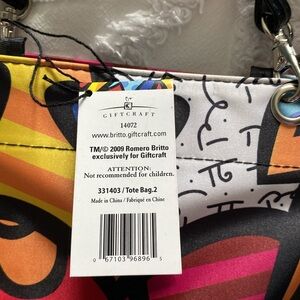 GIFTCRAFT
14072
www.britto.giftcraft.com
TM/© 2009 Romero Britto
exclusively for Giftcraft
ATTENTION:
Not recommended for children.
331403 / Tote Bag.2
Made in China / Fabriqué en Chine
0 67103 96896 5